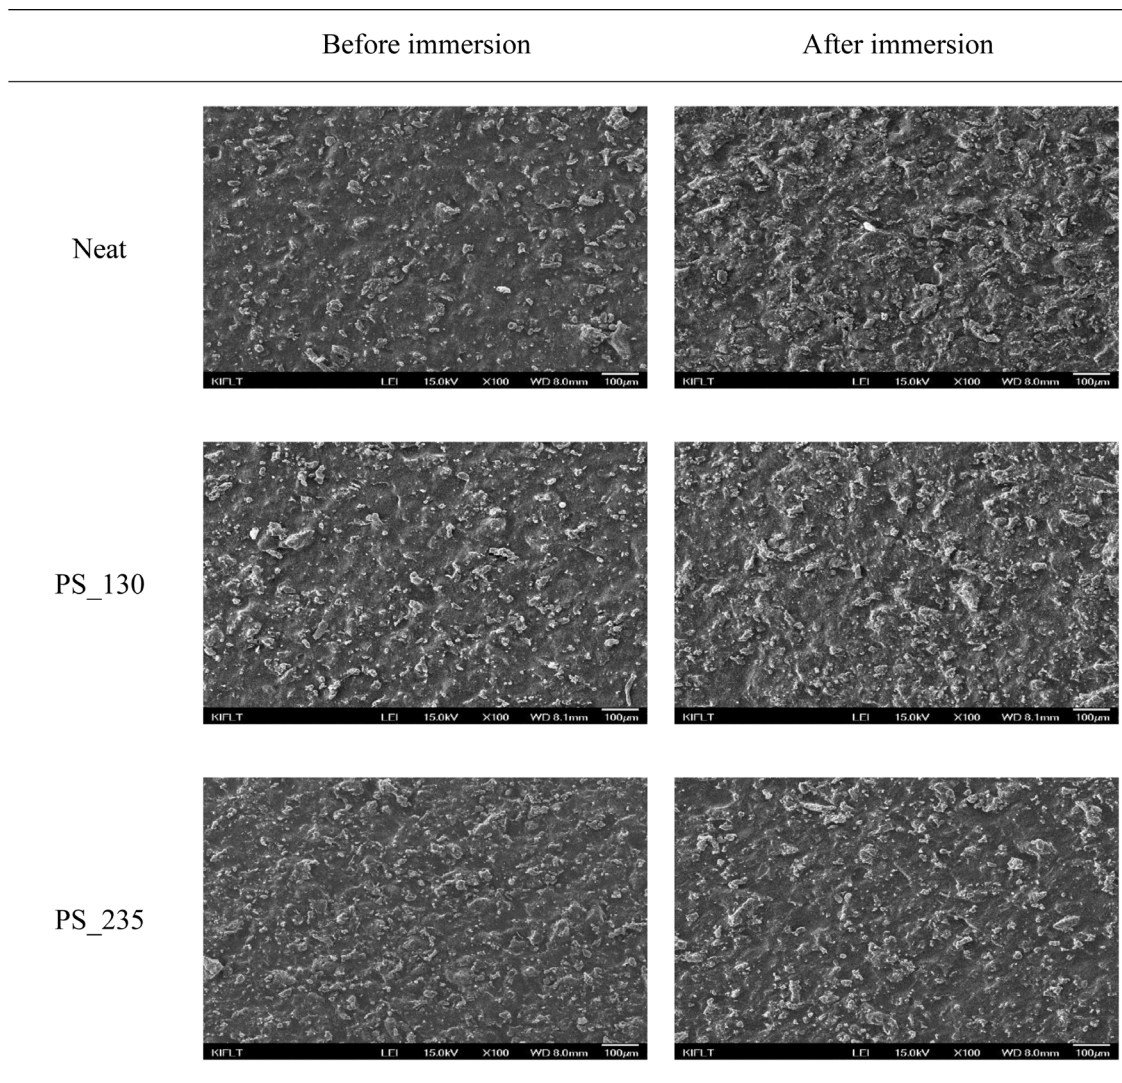 Before immersion After immersion
Neat
KIFLT LEI 15.0kV X100 WD 8.0mm 100µm
KIFLT LEI 15.0kV X100 WD 8.0mm 100µm
PS_130
KIFLT LEI 15.0kV X100 WD 8.1mm 100µm
KIFLT LEI 15.0kV X100 WD 8.1mm 100µm
PS_235
KIFLT LEI 15.0kV X100 WD 8.0mm 100µm
KIFLT LEI 15.0kV X100 WD 8.0mm 100µm